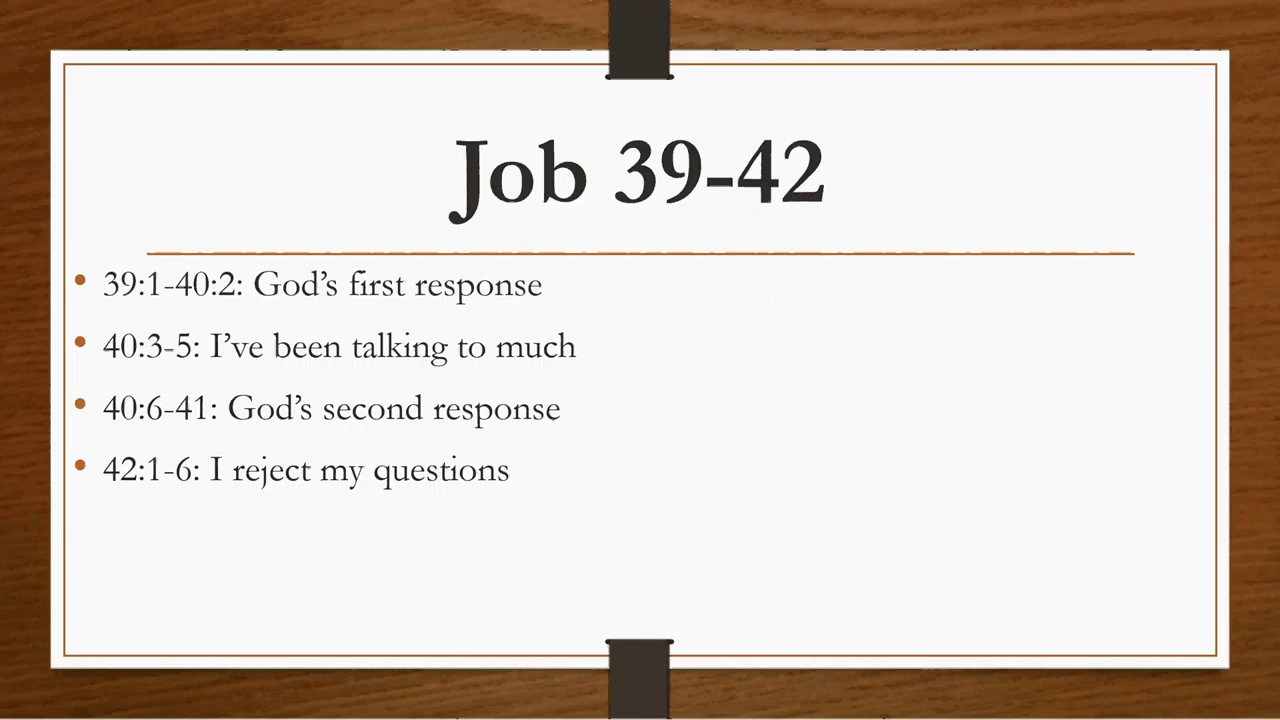 Job 39-42
• 39:1-40:2: God’s first response
• 40:3-5: I’ve been talking to much
• 40:6-41: God’s second response
• 42:1-6: I reject my questions